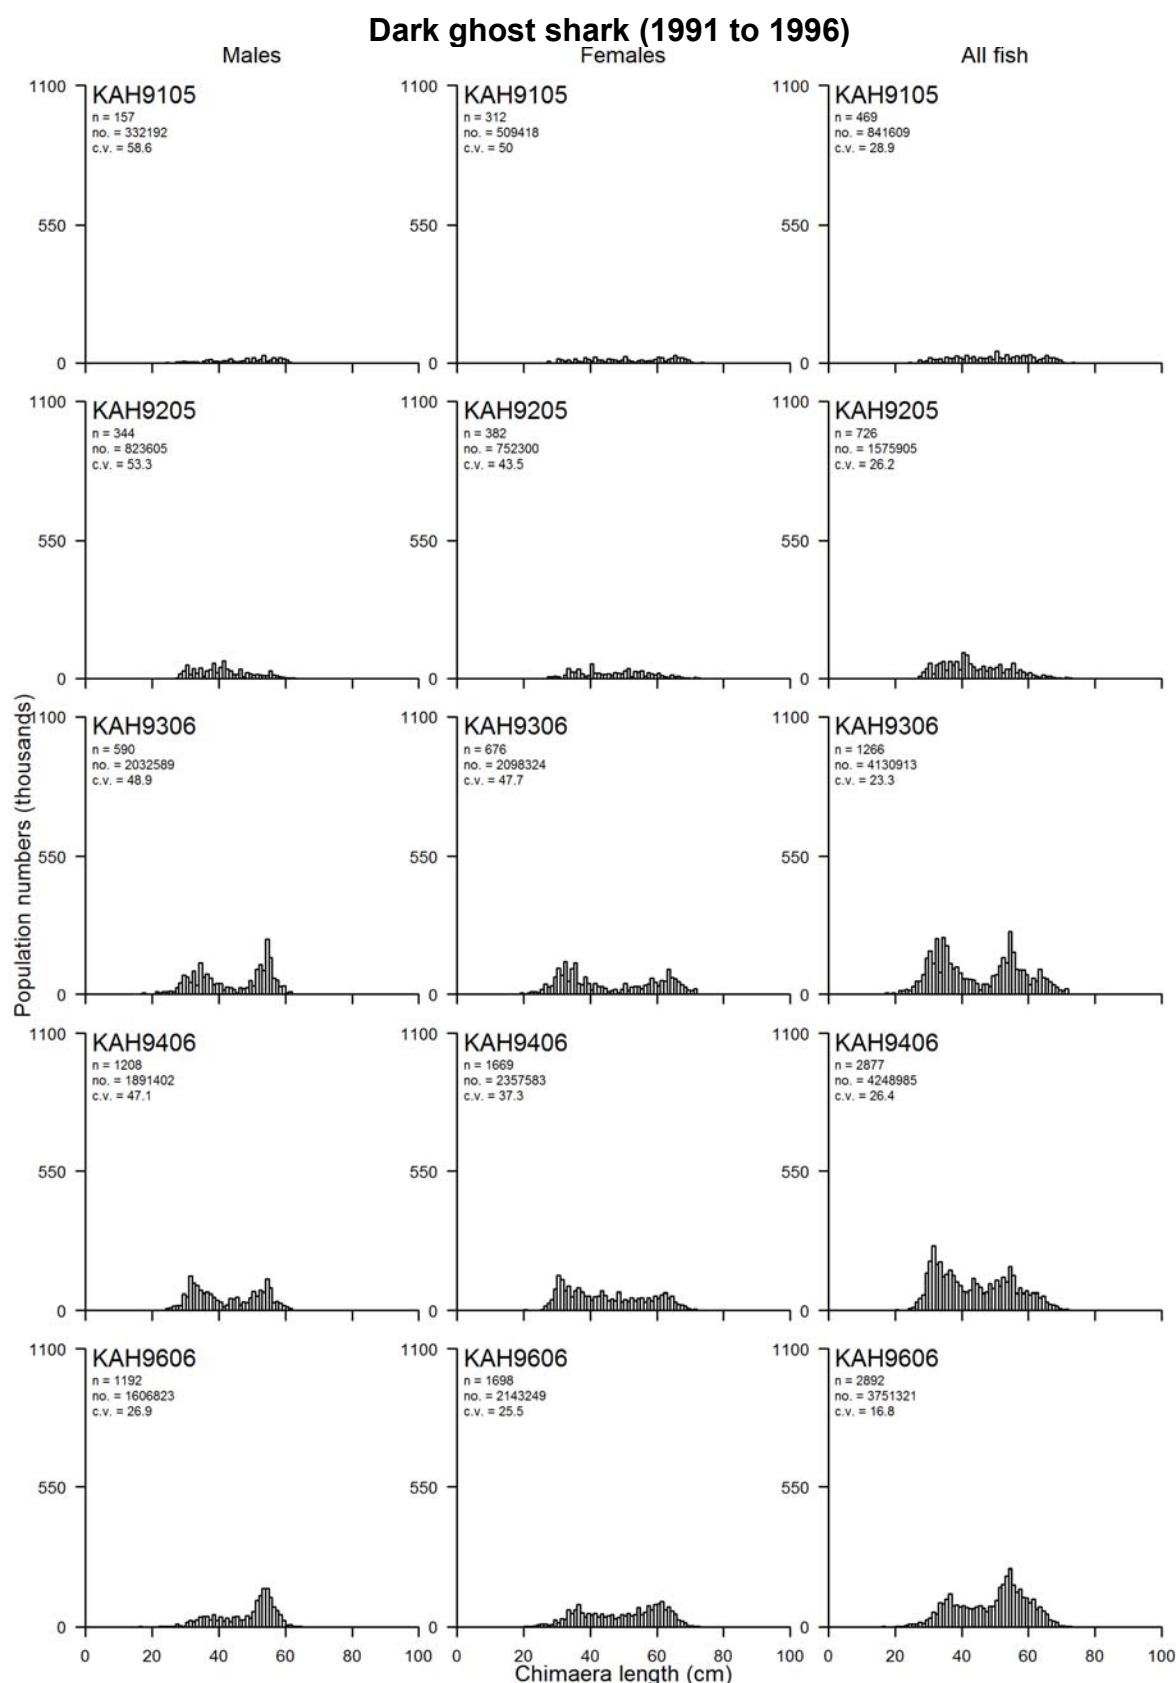 Dark ghost shark (1991 to 1996)
Males Females All fish
1100 KAH9105 1100 KAH9105 1100 KAH9105
n = 157 n = 312 n = 469
no. = 332192 no. = 509418 no. = 841609
c.v. = 58.6 c.v. = 50 c.v. = 28.9
550 550 550
0 0 0
1100 KAH9205 1100 KAH9205 1100 KAH9205
n = 344 n = 382 n = 726
no. = 823605 no. = 752300 no. = 1575905
c.v. = 53.3 c.v. = 43.5 c.v. = 26.2
550 550 550
0 0 0
Population numbers (thousands)
1100 KAH9306 1100 KAH9306 1100 KAH9306
n = 590 n = 676 n = 1266
no. = 2032589 no. = 2098324 no. = 4130913
c.v. = 48.9 c.v. = 47.7 c.v. = 23.3
550 550 550
0 0 0
1100 KAH9406 1100 KAH9406 1100 KAH9406
n = 1208 n = 1669 n = 2877
no. = 1891402 no. = 2357583 no. = 4248985
c.v. = 47.1 c.v. = 37.3 c.v. = 26.4
550 550 550
0 0 0
1100 KAH9606 1100 KAH9606 1100 KAH9606
n = 1192 n = 1698 n = 2892
no. = 1606823 no. = 2143249 no. = 3751321
c.v. = 26.9 c.v. = 25.5 c.v. = 16.8
550 550 550
0 0 0
0 20 40 60 80 100 0 20 40 60 80 100 0 20 40 60 80 100
Chimaera length (cm)